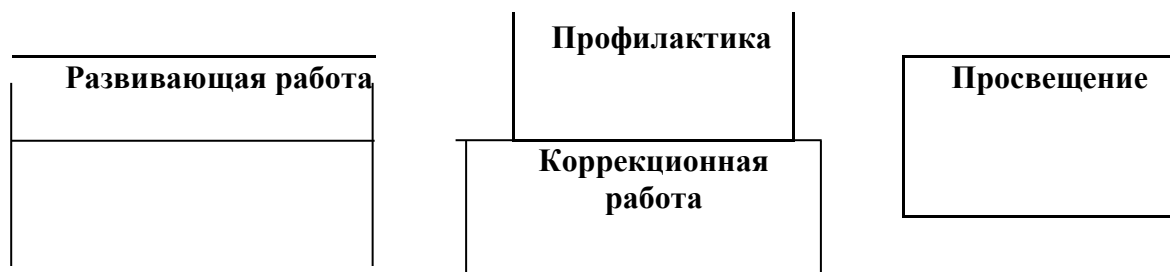 Профилактика
Развивающая работа
Просвещение
Коррекционная
работа